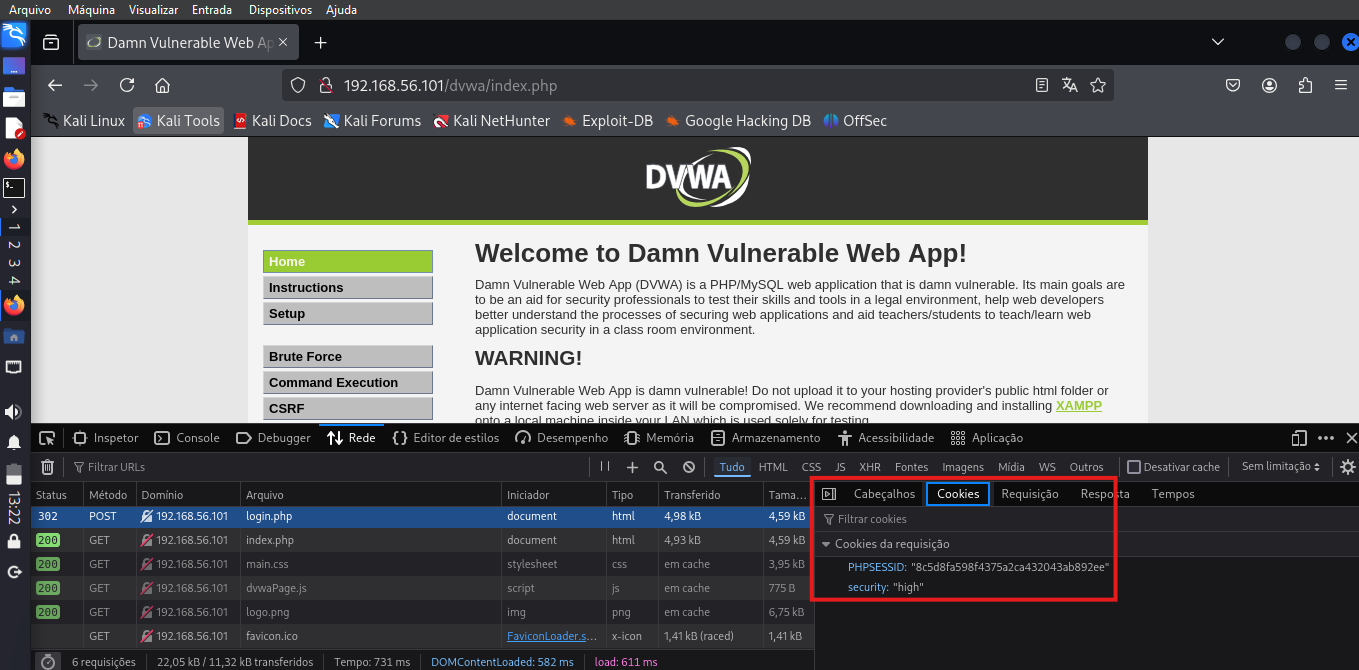 Arquivo Máquina Visualizar Entrada Dispositivos Ajuda
Damn Vulnerable Web Ap
192.168.56.101/dvwa/index.php
Kali Linux Kali Tools Kali Docs Kali Forums Kali NetHunter Exploit-DB Google Hacking DB OffSec
DVWA
Home
Instructions
Setup
Brute Force
Command Execution
CSRF
Welcome to Damn Vulnerable Web App!
Damn Vulnerable Web App (DVWA) is a PHP/MySQL web application that is damn vulnerable. Its main goals are
to be an aid for security professionals to test their skills and tools in a legal environment, help web developers
better understand the processes of securing web applications and aid teachers/students to teach/learn web
application security in a class room environment.
WARNING!
Damn Vulnerable Web App is damn vulnerable! Do not upload it to your hosting provider's public html folder or
any internet facing web server as it will be compromised. We recommend downloading and installing XAMPP
onto a local machine inside your LAN which is used solely for testing.
1
2
3
4
13:22
Inspetor Console Debugger Rede Editor de estilos Desempenho Memória Armazenamento Acessibilidade Aplicação
Filtrar URLs Tudo HTML CSS JS XHR Fontes Imagens Mídia WS Outros Desativar cache Sem limitação
Status Método Domínio Arquivo Iniciador Tipo Transferido Tama...
302 POST 192.168.56.101 login.php document html 4,98 kB 4,59 kB
200 GET 192.168.56.101 index.php document html 4,93 kB 4,59 kB
200 GET 192.168.56.101 main.css stylesheet css em cache 3,95 kB
200 GET 192.168.56.101 dvwaPage.js script js em cache 775 B
200 GET 192.168.56.101 logo.png img png em cache 6,75 kB
GET 192.168.56.101 favicon.ico FaviconLoader.s... x-icon 1,41 kB (raced) 1,41 kB
Cabeçalhos Cookies Requisição Resposta Tempos
Filtrar cookies
Cookies da requisição
PHPSESSID: "8c5d8fa598f4375a2ca432043ab892ee"
security: "high"
6 requisições 22,05 kB / 11,32 kB transferidos Tempo: 731 ms DOMContentLoaded: 582 ms load: 611 ms